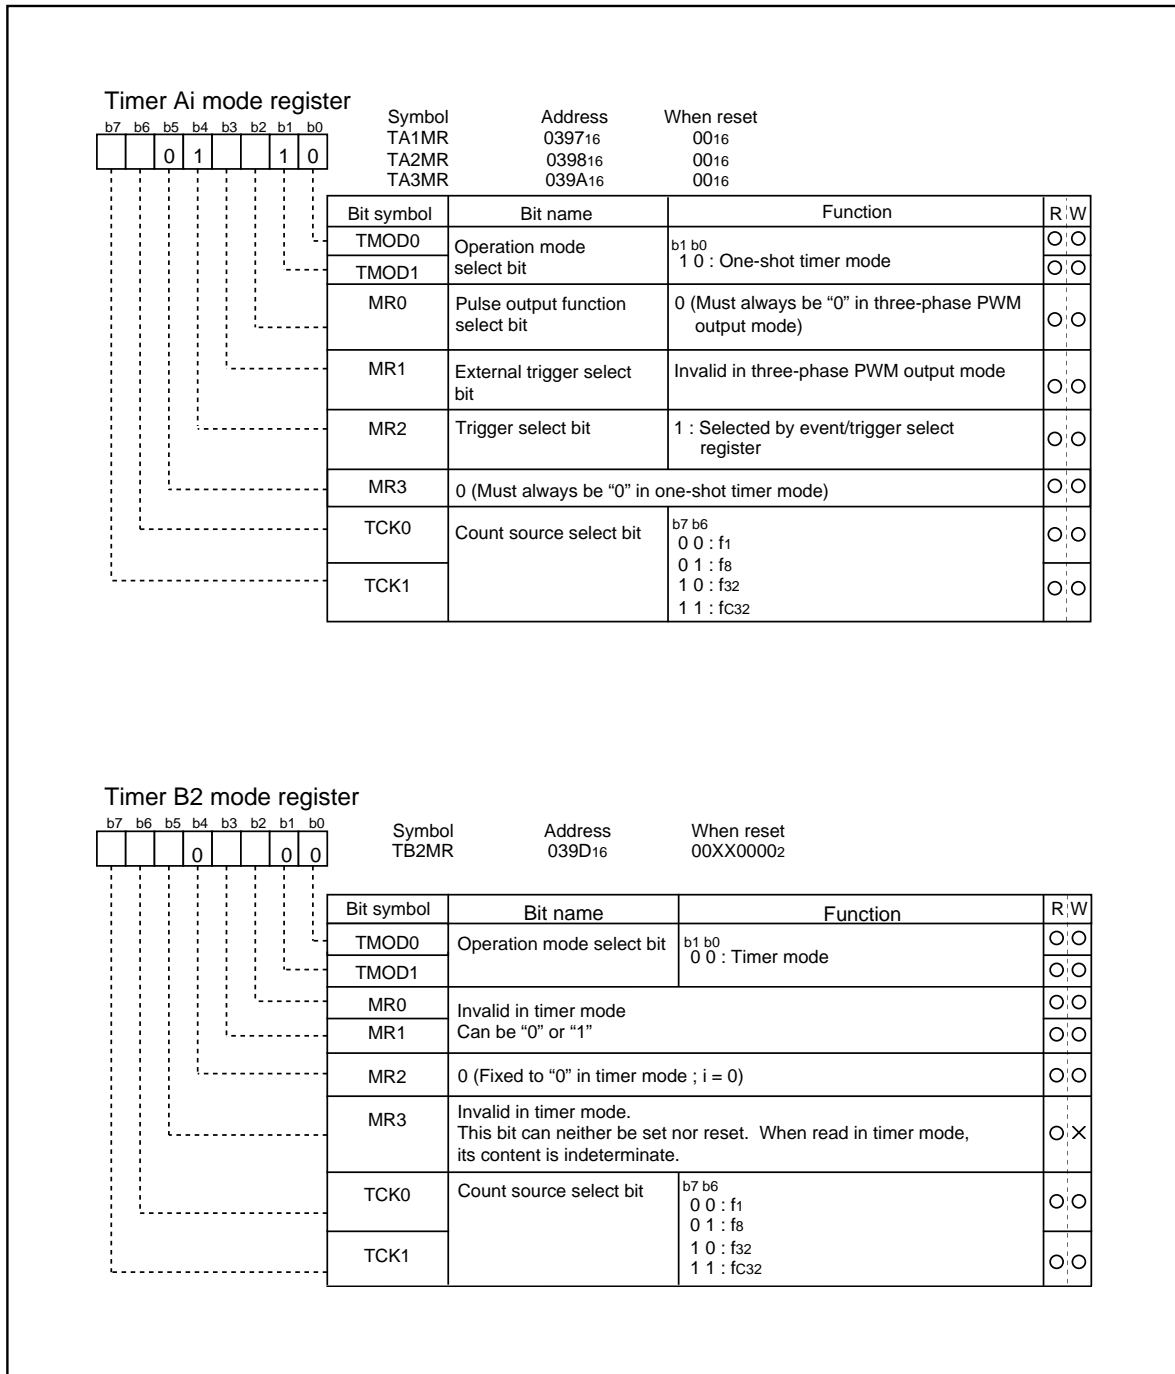 Timer Ai mode register
Symbol Address When reset
b7 b6 b5 b4 b3 b2 b1 b0
TA1MR 039716 0016
0 1 1 0
TA2MR 039816 0016
TA3MR 039A16 0016
Bit symbol Bit name Function R W
TMOD0 Operation mode select bit b1 b0
1 0 : One-shot timer mode
TMOD1
MR0 Pulse output function select bit 0 (Must always be “0” in three-phase PWM output mode)
MR1 External trigger select bit Invalid in three-phase PWM output mode
MR2 Trigger select bit 1 : Selected by event/trigger select register
MR3 0 (Must always be “0” in one-shot timer mode)
TCK0 Count source select bit b7 b6
0 0 : f1
0 1 : f8
TCK1 1 0 : f32
1 1 : fC32
Timer B2 mode register
b7 b6 b5 b4 b3 b2 b1 b0
Symbol Address When reset
0 0 0
TB2MR 039D16 00XX00002
Bit symbol Bit name Function R W
TMOD0 Operation mode select bit b1 b0
0 0 : Timer mode
TMOD1
MR0 Invalid in timer mode
MR1 Can be “0” or “1”
MR2 0 (Fixed to “0” in timer mode ; i = 0)
MR3 Invalid in timer mode.
This bit can neither be set nor reset. When read in timer mode,
its content is indeterminate.
TCK0 Count source select bit b7 b6
0 0 : f1
0 1 : f8
TCK1 1 0 : f32
1 1 : fC32